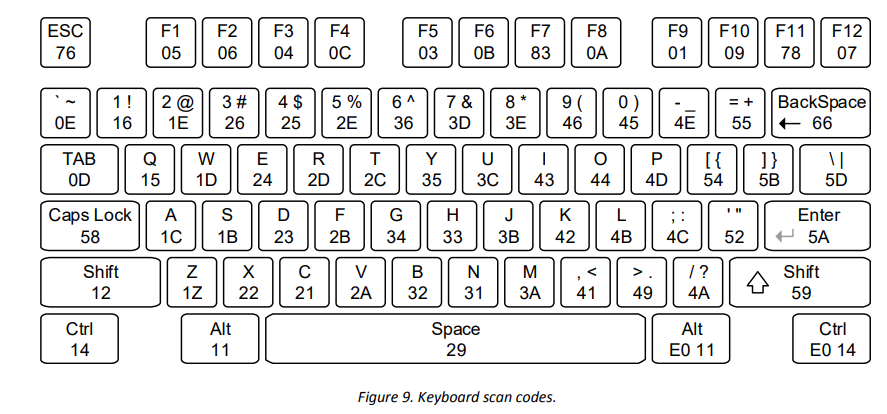 ESC F1 F2 F3 F4 F5 F6 F7 F8 F9 F10 F11 F12
76 05 06 04 0C 03 0B 83 0A 01 09 78 07
` ~ 1 ! 2 @ 3 # 4 $ 5 % 6 ^ 7 & 8 * 9 ( 0 ) - _ = + BackSpace
0E 16 1E 26 25 2E 36 3D 3E 46 45 4E 55 ← 66
TAB Q W E R T Y U I O P [ { ] } \ |
0D 15 1D 24 2D 2C 35 3C 43 44 4D 54 5B 5D
Caps Lock A S D F G H J K L ; : ' " Enter
58 1C 1B 23 2B 34 33 3B 42 4B 4C 52 ↵ 5A
Shift Z X C V B N M , < > . / ? ⇧ Shift
12 1Z 22 21 2A 32 31 3A 41 49 4A 59
Ctrl Alt Space Alt Ctrl
14 11 29 E0 11 E0 14
Figure 9. Keyboard scan codes.